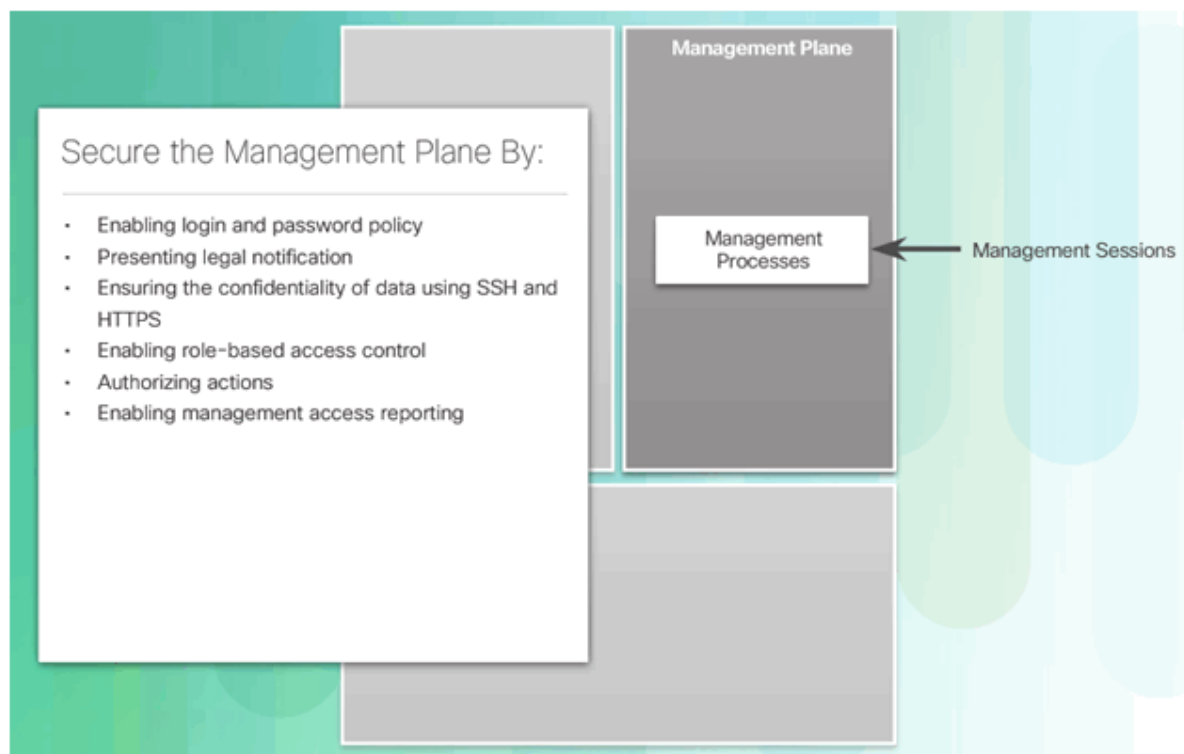 Management Plane
Secure the Management Plane By:
· Enabling login and password policy
· Presenting legal notification
· Ensuring the confidentiality of data using SSH and
HTTPS
· Enabling role-based access control
· Authorizing actions
· Enabling management access reporting
Management
Processes
Management Sessions